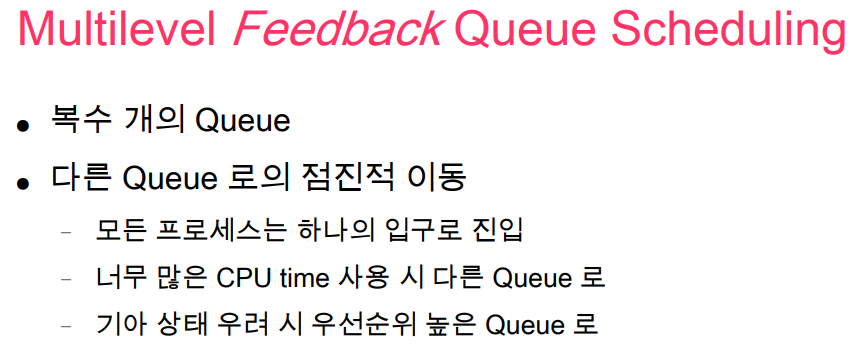 Multilevel Feedback Queue Scheduling
• 복수 개의 Queue
• 다른 Queue 로의 점진적 이동
– 모든 프로세스는 하나의 입구로 진입
– 너무 많은 CPU time 사용 시 다른 Queue 로
– 기아 상태 우려 시 우선순위 높은 Queue 로